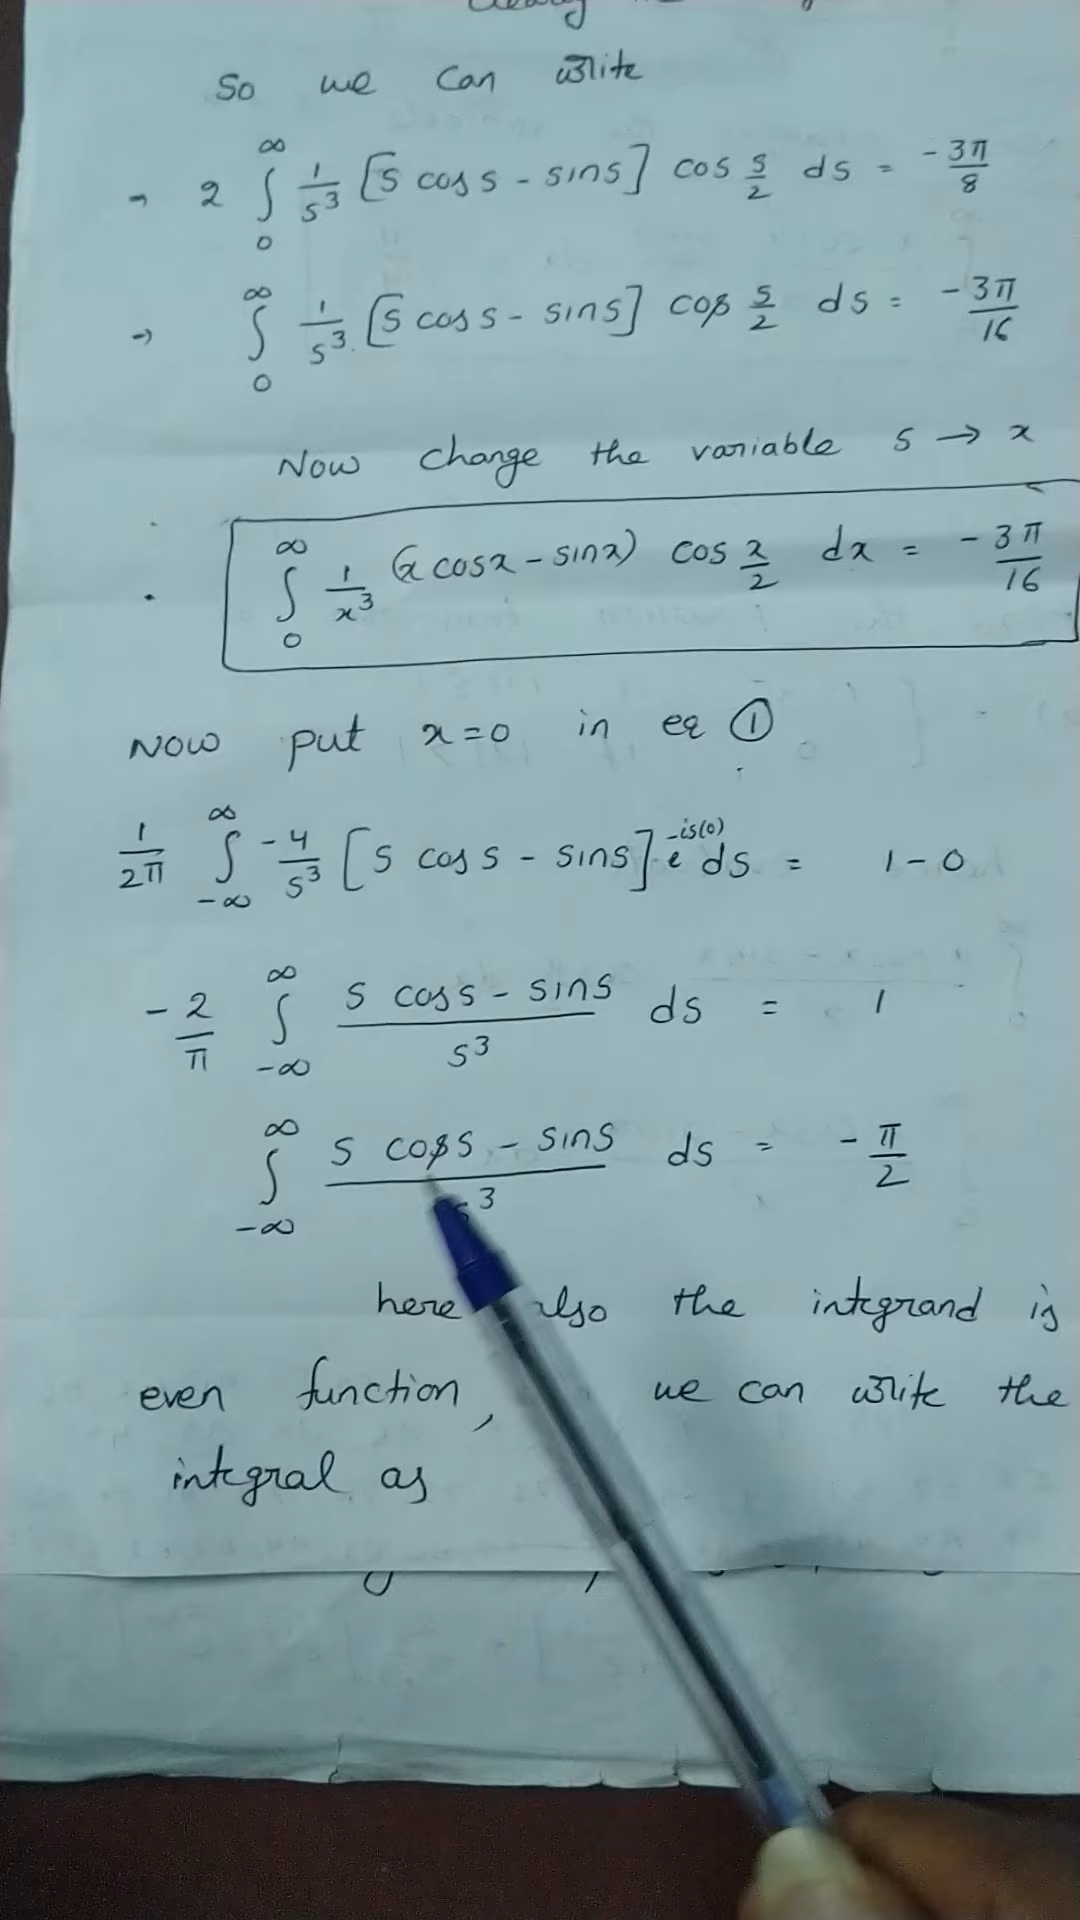 So we can write
→ 2 ∫₀^∞ 1/s³ [s cos s - sin s] cos s/2 ds = -3π/8
→ ∫₀^∞ 1/s³ [s cos s - sin s] cos s/2 ds = -3π/16
Now change the variable s → x
∴ ∫₀^∞ 1/x³ (x cosx - sinx) cos x/2 dx = -3π/16
Now put x=0 in eq ①
1/2π ∫_-∞^∞ -4/s³ [s cos s - sin s] e^-is(0) ds = 1-0
-2/π ∫_-∞^∞ (s cos s - sin s)/s³ ds = 1
∫_-∞^∞ (s cos s - sin s)/s³ ds = -π/2
here also the integrand is
even function, we can write the
integral as